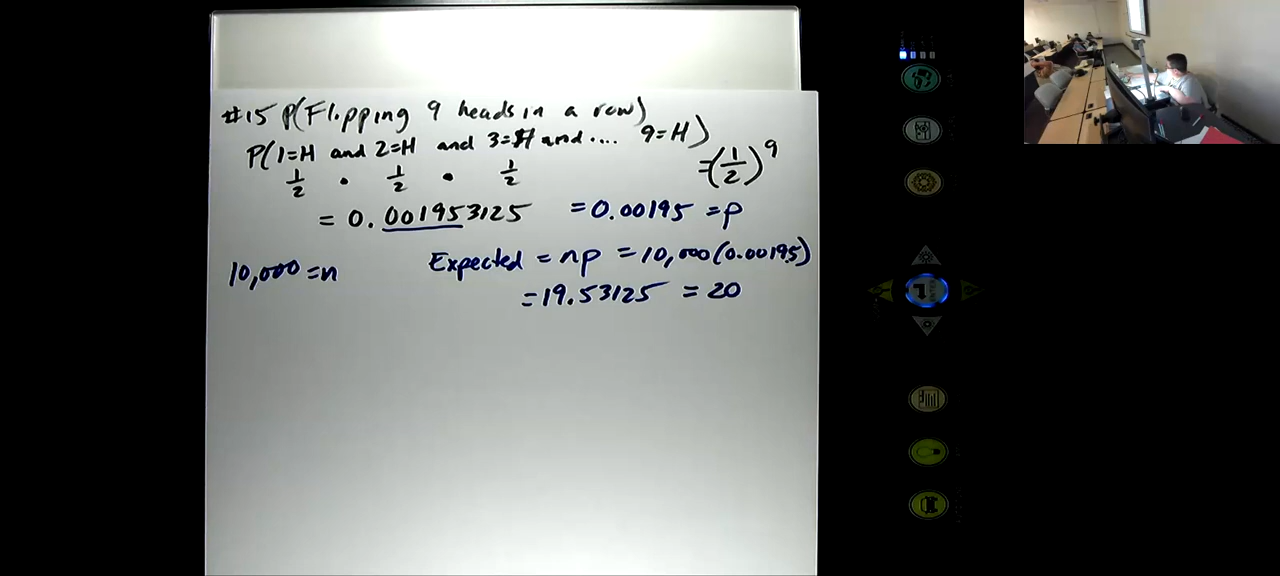 #15 P(Flipping 9 heads in a row)
P(1=H and 2=H and 3=H and.... 9=H)
1/2 • 1/2 • 1/2 =(1/2)^9
= 0.001953125 =0.00195 =p
10,000=n Expected = np =10,000(0.00195)
=19.53125 =20